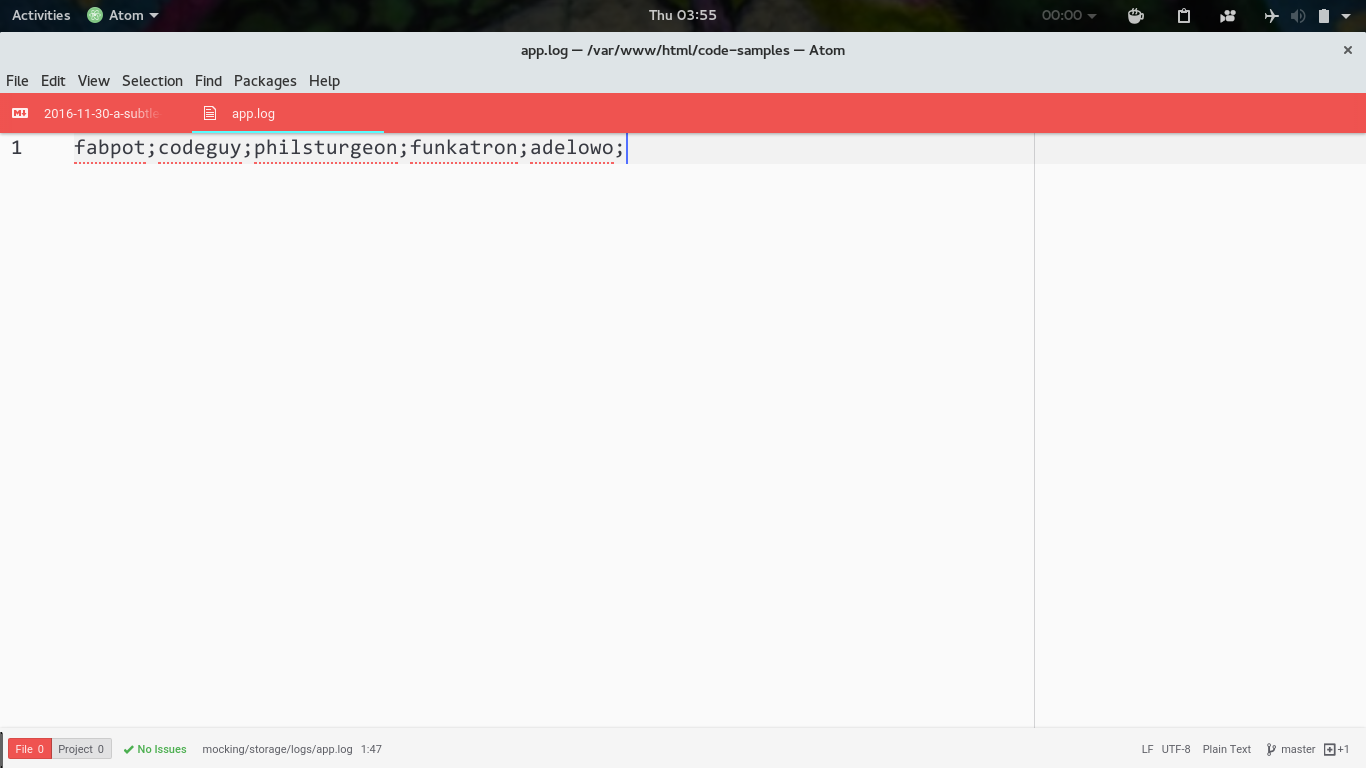 Activities Atom Thu 03:55 00:00
app.log — /var/www/html/code-samples — Atom
File Edit View Selection Find Packages Help
2016-11-30-a-subtle app.log
1 fabpot;codeguy;philsturgeon;funkatron;adelowo;
File 0 Project 0 No Issues mocking/storage/logs/app.log 1:47 LF UTF-8 Plain Text master +1